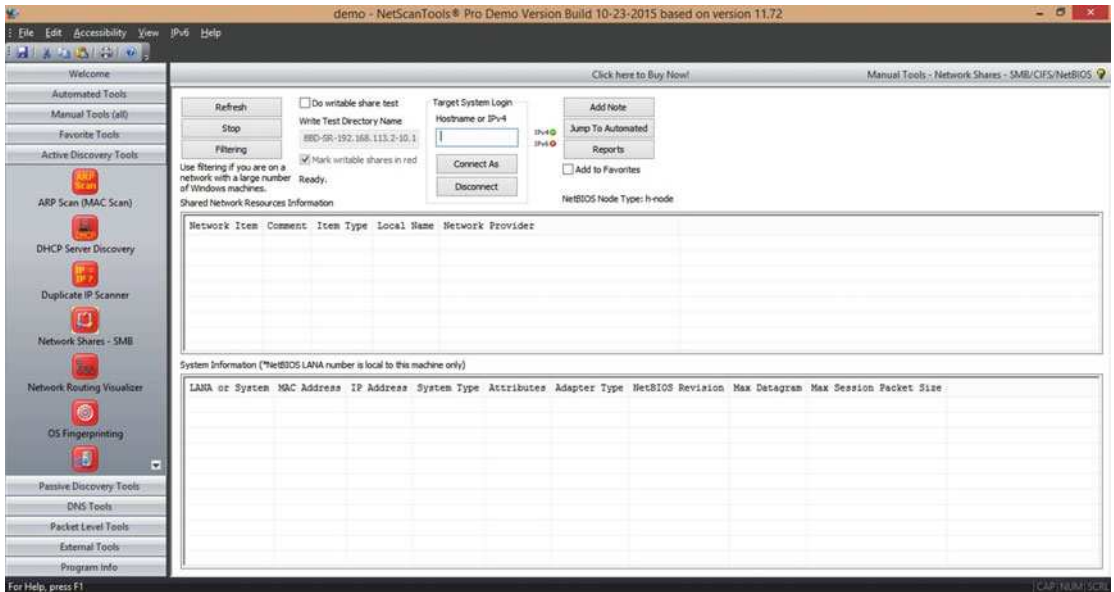 demo - NetScanTools® Pro Demo Version Build 10-23-2015 based on version 11.72
File Edit Accessibility View IPv6 Help
Welcome
Automated Tools
Manual Tools (all)
Favorite Tools
Active Discovery Tools
ARP Scan
ARP Scan (MAC Scan)
DHCP Server Discovery
IP = IP ?
Duplicate IP Scanner
Network Shares - SMB
Network Routing Visualizer
OS Fingerprinting
Passive Discovery Tools
DNS Tools
Packet Level Tools
External Tools
Program Info
Click here to Buy Now!
Manual Tools - Network Shares - SMB/CIFS/NetBIOS
Refresh
Stop
Filtering
Use filtering if you are on a
network with a large number
of Windows machines.
Do writable share test
Write Test Directory Name
Mark writable shares in red
Ready.
Target System Login
Hostname or IPv4
IPv4
IPv6
Connect As
Disconnect
Add Note
Jump To Automated
Reports
Add to Favorites
NetBIOS Node Type: h-node
Shared Network Resources Information
Network Item Comment Item Type Local Name Network Provider
System Information (*NetBIOS LANA number is local to this machine only)
LANA or System MAC Address IP Address System Type Attributes Adapter Type NetBIOS Revision Max Datagram Max Session Packet Size
For Help, press F1
CAP NUM SCRL